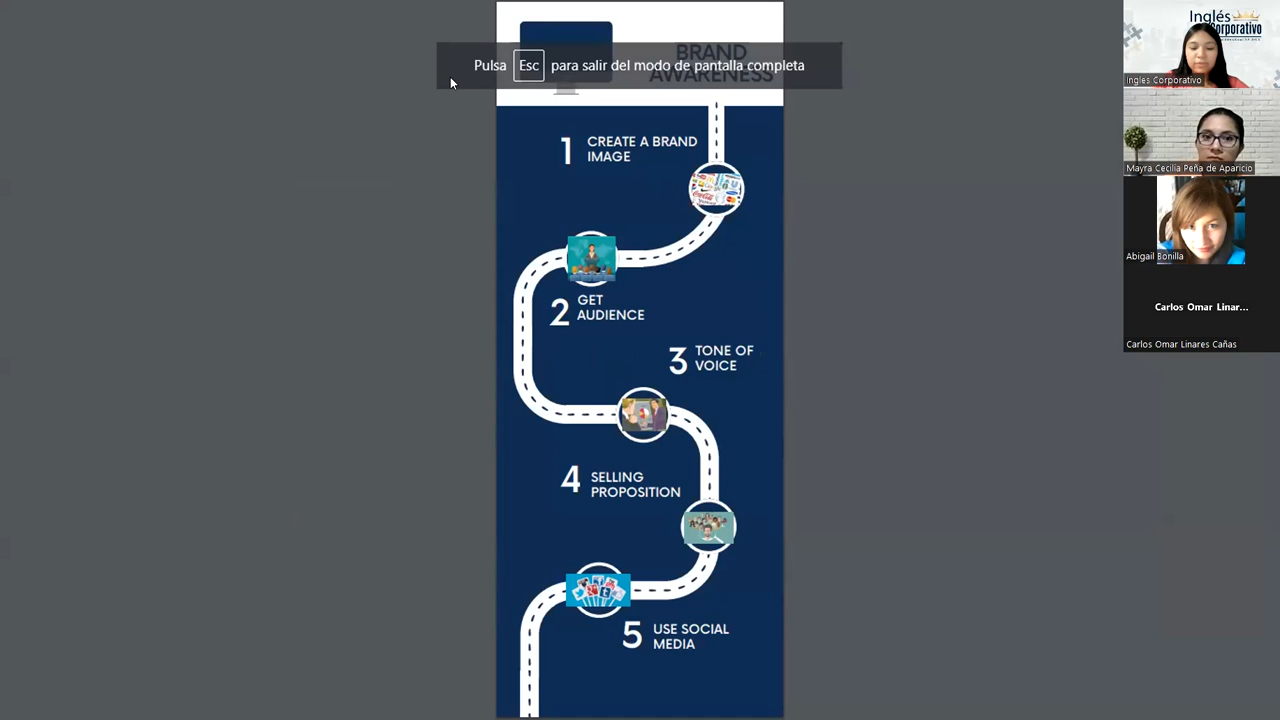 BRAND
AWARENESS
Pulsa Esc para salir del modo de pantalla completa
1 CREATE A BRAND
IMAGE
2 GET
AUDIENCE
3 TONE OF
VOICE
4 SELLING
PROPOSITION
5 USE SOCIAL
MEDIA
Inglés
Corporativo
Ingles Corporativo
Mayra Cecilia Peña de Aparicio
Abigail Bonilla
Carlos Omar Linar...
Carlos Omar Linares Cañas